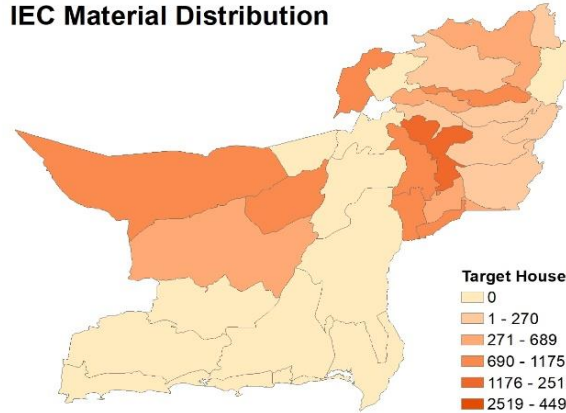 IEC Material Distribution
Target House
0
1 - 270
271 - 689
690 - 1175
1176 - 251
2519 - 449